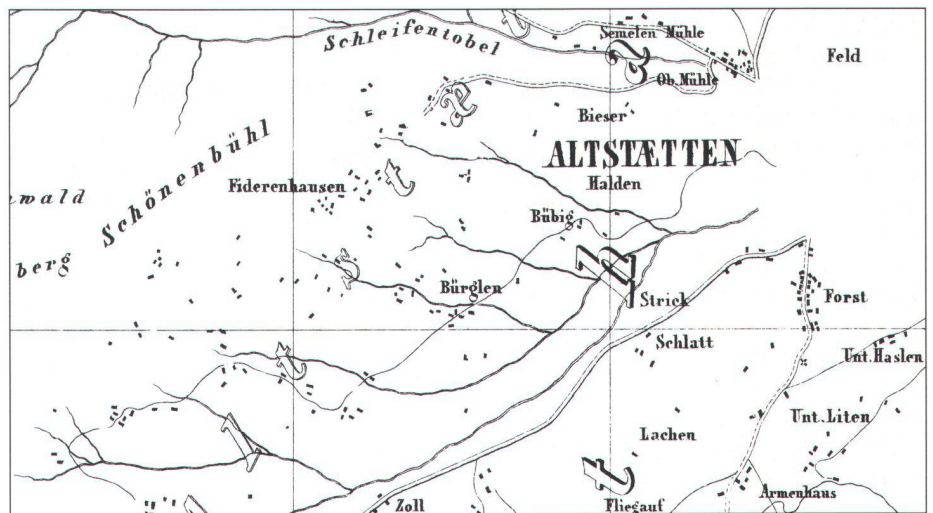 Schleifentobel
Semelen Mühle
Feld
Ob. Mühle
Bieser
ALTSTÆTTEN
Schönenbühl
Fiderenhausen
Halden
wald
Bübig
berg
Bürglen
Strick
Forst
Schlatt
Unt. Haslen
Unt. Liten
Lachen
Armenhaus
Zoll
Fliegauf